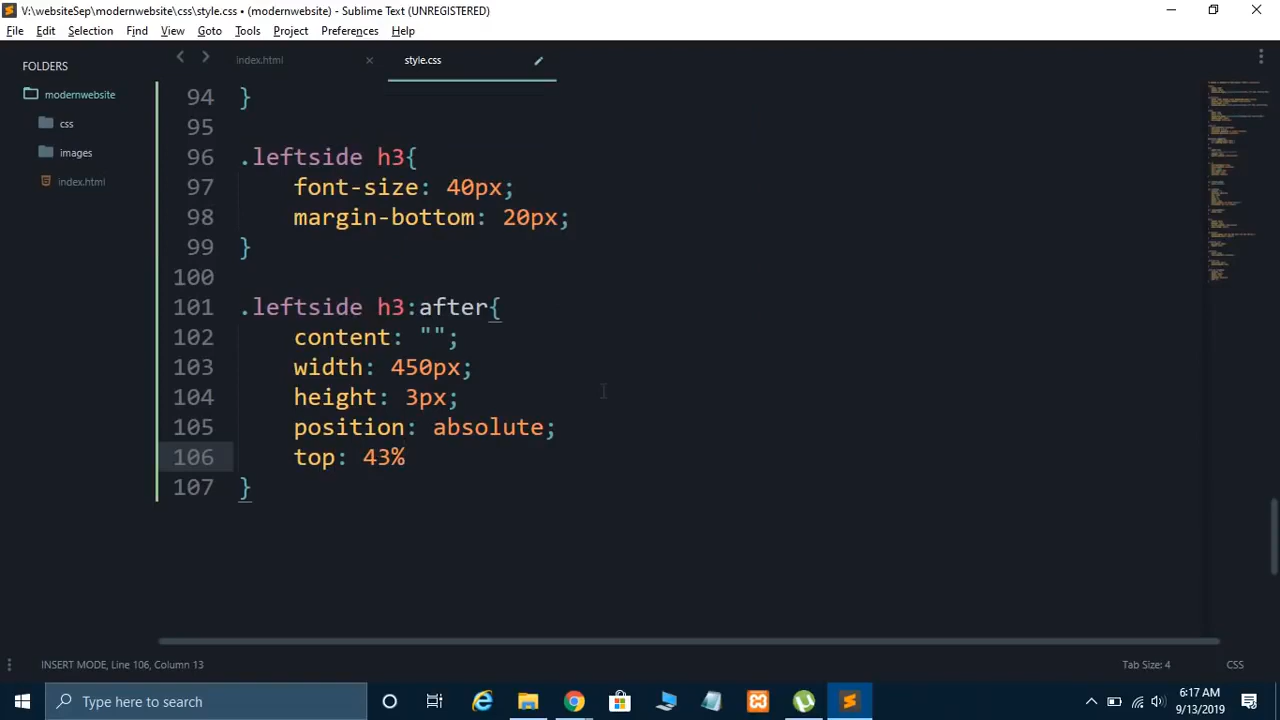 V:\websiteSep\modernwebsite\css\style.css • (modernwebsite) - Sublime Text (UNREGISTERED)
File Edit Selection Find View Goto Tools Project Preferences Help
FOLDERS
modernwebsite
css
images
index.html
index.html
style.css
94 }
95
96 .leftside h3{
97 font-size: 40px;
98 margin-bottom: 20px;
99 }
100
101 .leftside h3:after{
102 content: "";
103 width: 450px;
104 height: 3px;
105 position: absolute;
106 top: 43%
107 }
INSERT MODE, Line 106, Column 13
Tab Size: 4
CSS
Type here to search
6:17 AM
9/13/2019